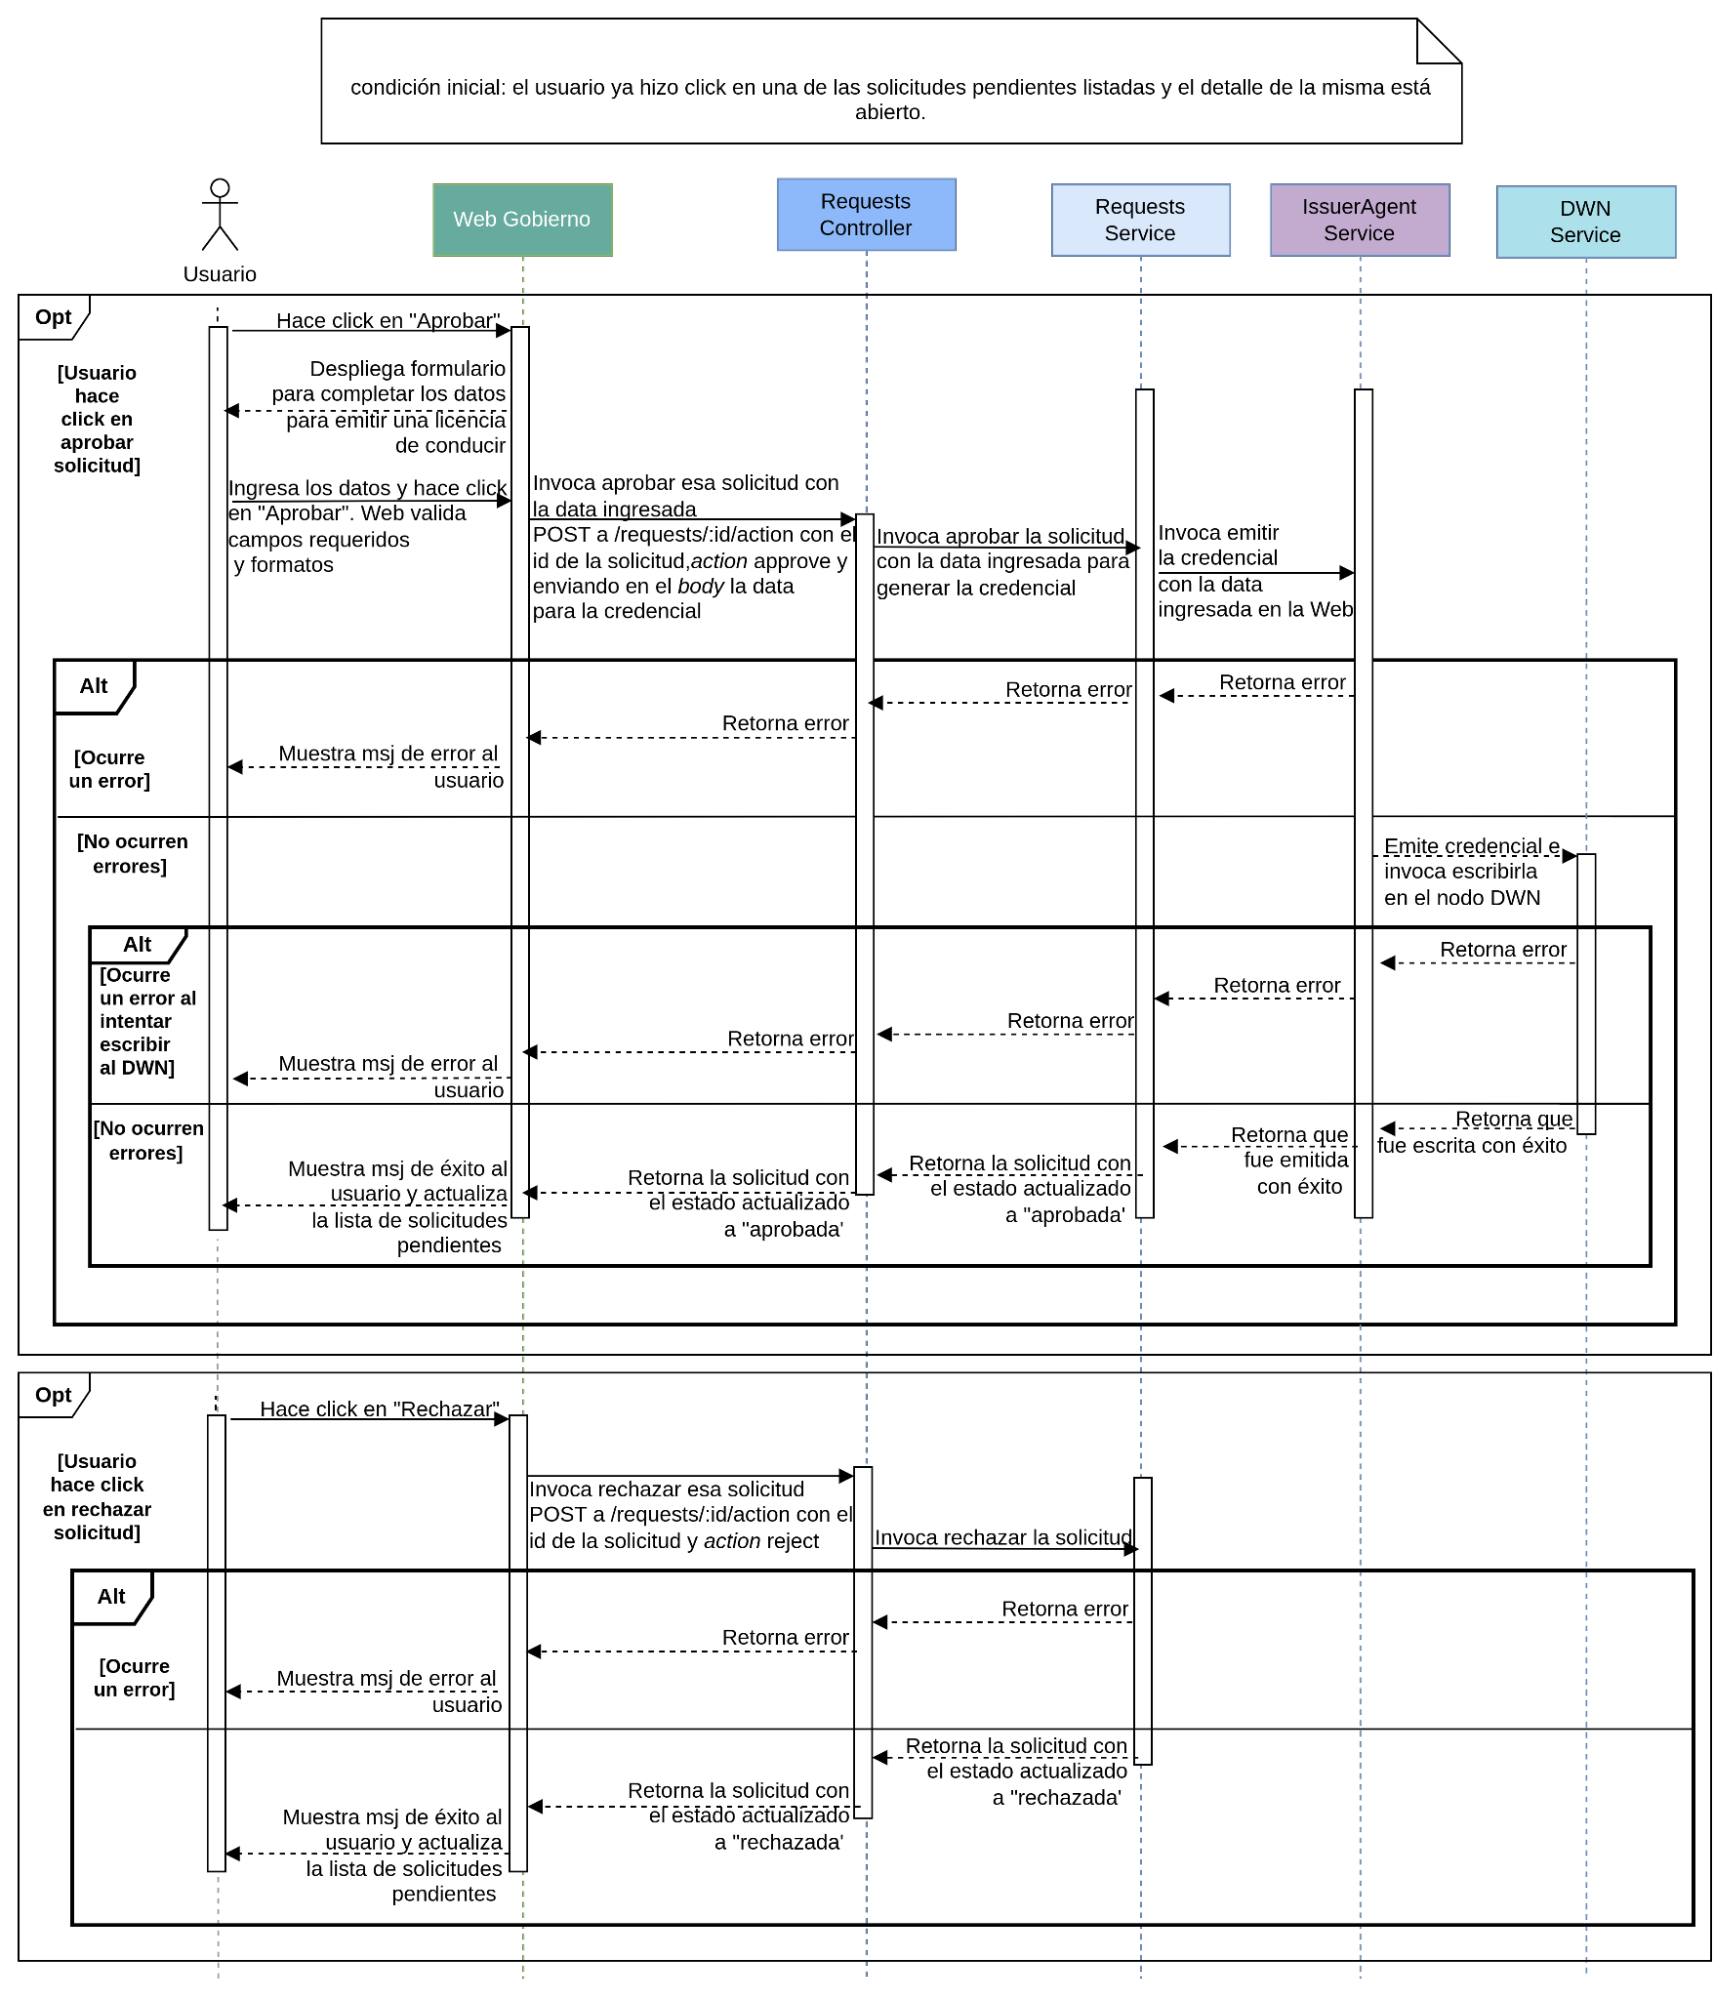 condición inicial: el usuario ya hizo click en una de las solicitudes pendientes listadas y el detalle de la misma está
abierto.
Usuario
Web Gobierno
Requests
Controller
Requests
Service
IssuerAgent
Service
DWN
Service
Opt
[Usuario
hace
click en
aprobar
solicitud]
Hace click en "Aprobar"
Despliega formulario
para completar los datos
para emitir una licencia
de conducir
Ingresa los datos y hace click
en "Aprobar". Web valida
campos requeridos
y formatos
Invoca aprobar esa solicitud con
la data ingresada
POST a /requests/:id/action con el
id de la solicitud,action approve y
enviando en el body la data
para la credencial
Invoca aprobar la solicitud
con la data ingresada para
generar la credencial
Invoca emitir
la credencial
con la data
ingresada en la Web
Alt
[Ocurre
un error]
Retorna error
Retorna error
Retorna error
Muestra msj de error al
usuario
[No ocurren
errores]
Emite credencial e
invoca escribirla
en el nodo DWN
Alt
[Ocurre
un error al
intentar
escribir
al DWN]
Retorna error
Retorna error
Retorna error
Retorna error
Muestra msj de error al
usuario
[No ocurren
errores]
Retorna que
fue escrita con éxito
Retorna que
fue emitida
con éxito
Retorna la solicitud con
el estado actualizado
a "aprobada'
Retorna la solicitud con
el estado actualizado
a "aprobada'
Muestra msj de éxito al
usuario y actualiza
la lista de solicitudes
pendientes
Opt
[Usuario
hace click
en rechazar
solicitud]
Hace click en "Rechazar"
Invoca rechazar esa solicitud
POST a /requests/:id/action con el
id de la solicitud y action reject
Invoca rechazar la solicitud
Alt
[Ocurre
un error]
Retorna error
Retorna error
Muestra msj de error al
usuario
Retorna la solicitud con
el estado actualizado
a "rechazada'
Retorna la solicitud con
el estado actualizado
a "rechazada'
Muestra msj de éxito al
usuario y actualiza
la lista de solicitudes
pendientes